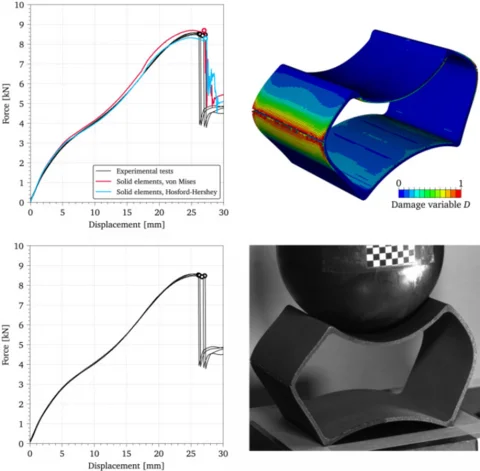 10
9
8
7
6
5
4
3
2
1
0
Force [kN]
Experimental tests
Solid elements, von Mises
Solid elements, Hosford-Hershey
0 5 10 15 20 25 30
Displacement [mm]
0 1
Damage variable D
10
9
8
7
6
5
4
3
2
1
0
Force [kN]
0 5 10 15 20 25 30
Displacement [mm]